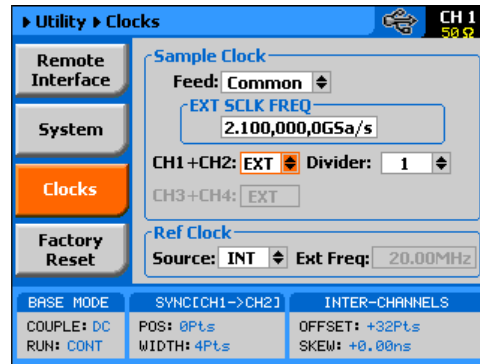 Utility ▸ Clocks
CH 1
50 Ω
Remote
Interface
System
Clocks
Factory
Reset
Sample Clock
Feed: Common
EXT SCLK FREQ
2.100,000,0GSa/s
CH1+CH2: EXT Divider: 1
CH3+CH4: EXT
Ref Clock
Source: INT Ext Freq: 20.00MHz
BASE MODE
COUPLE: DC
RUN: CONT
SYNC[CH1->CH2]
POS: 0Pts
WIDTH: 4Pts
INTER-CHANNELS
OFFSET: +32Pts
SKEW: +0.00ns